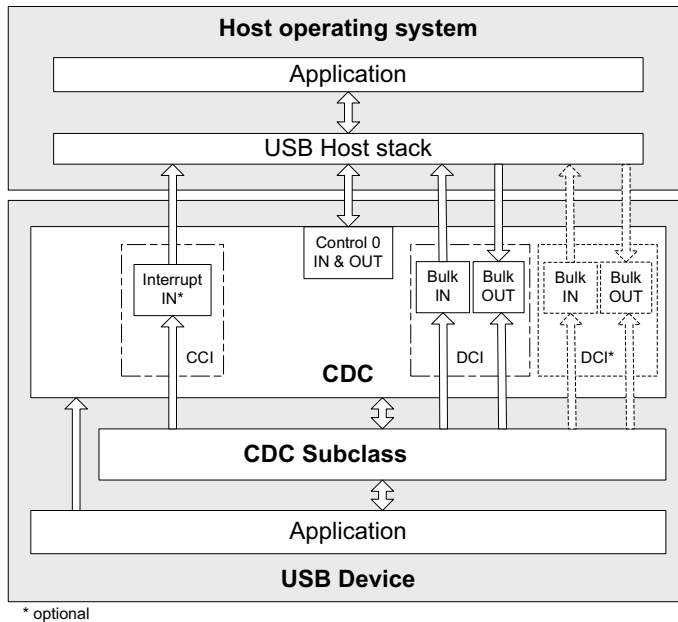 Host operating system
Application
USB Host stack
Control 0
IN & OUT
Interrupt
IN*
CCI
Bulk
IN
Bulk
OUT
DCI
Bulk
IN
Bulk
OUT
DCI*
CDC
CDC Subclass
Application
USB Device
* optional